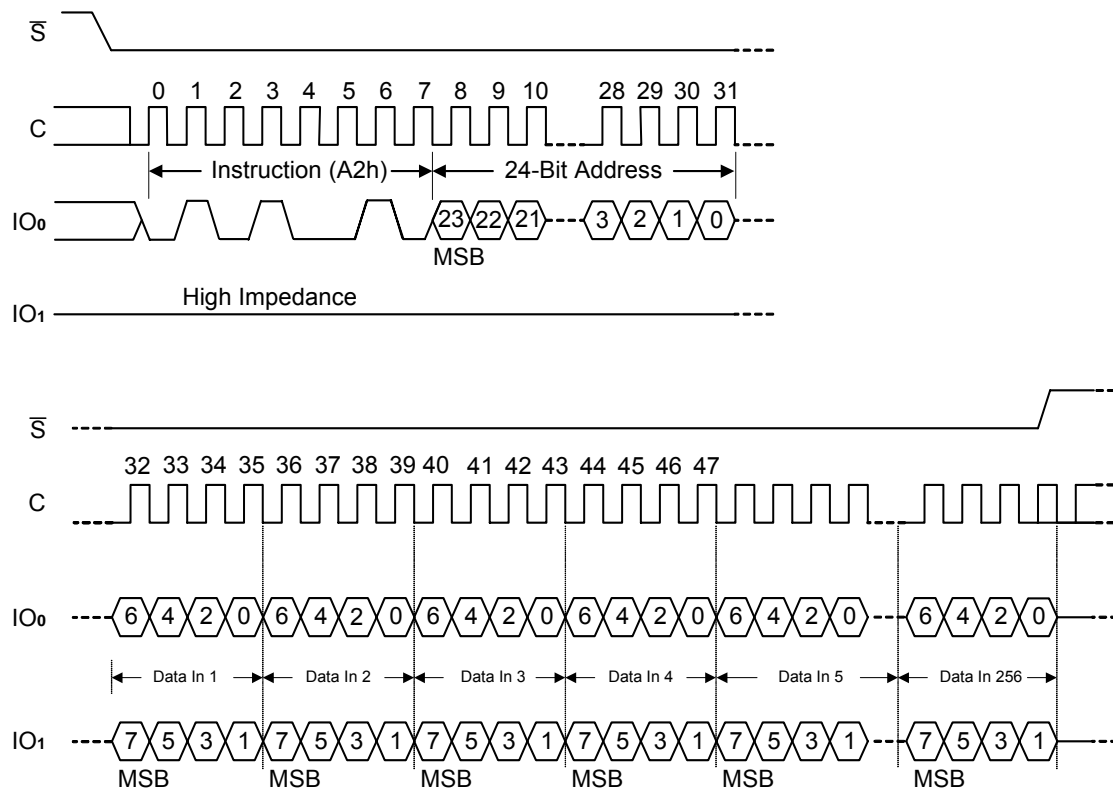 S̅
0 1 2 3 4 5 6 7 8 9 10 28 29 30 31
C
Instruction (A2h) 24-Bit Address
IO0 23 22 21 3 2 1 0
MSB
High Impedance
IO1
S̅
32 33 34 35 36 37 38 39 40 41 42 43 44 45 46 47
C
IO0 6 4 2 0 6 4 2 0 6 4 2 0 6 4 2 0 6 4 2 0 6 4 2 0
Data In 1 Data In 2 Data In 3 Data In 4 Data In 5 Data In 256
IO1 7 5 3 1 7 5 3 1 7 5 3 1 7 5 3 1 7 5 3 1 7 5 3 1
MSB MSB MSB MSB MSB MSB